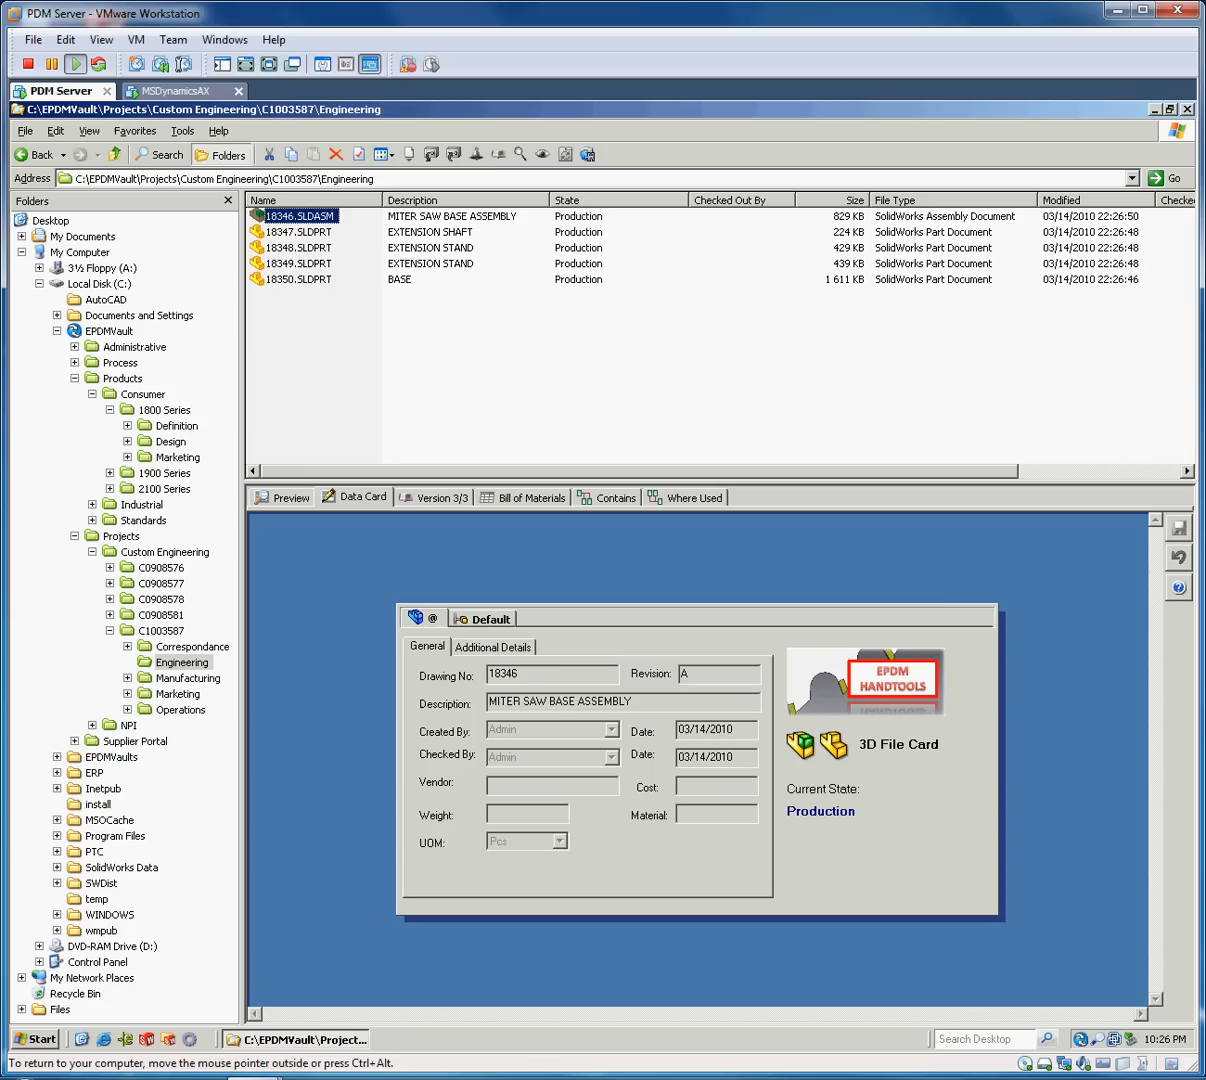 PDM Server - VMware Workstation
File Edit View VM Team Windows Help
PDM Server MSDynamicsAX
C:\EPDMVault\Projects\Custom Engineering\C1003587\Engineering
File Edit View Favorites Tools Help
Back Search Folders
Address C:\EPDMVault\Projects\Custom Engineering\C1003587\Engineering Go
Folders
Desktop
My Documents
My Computer
3½ Floppy (A:)
Local Disk (C:)
AutoCAD
Documents and Settings
EPDMVault
Administrative
Process
Products
Consumer
1800 Series
Definition
Design
Marketing
1900 Series
2100 Series
Industrial
Standards
Projects
Custom Engineering
C0908576
C0908577
C0908578
C0908581
C1003587
Correspondance
Engineering
Manufacturing
Marketing
Operations
NPI
Supplier Portal
EPDMVaults
ERP
Inetpub
install
MSOCache
Program Files
PTC
SolidWorks Data
SWDist
temp
WINDOWS
wmpub
DVD-RAM Drive (D:)
Control Panel
My Network Places
Recycle Bin
Files
Name Description State Checked Out By Size File Type Modified Checke
18346.SLDASM MITER SAW BASE ASSEMBLY Production 829 KB SolidWorks Assembly Document 03/14/2010 22:26:50
18347.SLDPRT EXTENSION SHAFT Production 224 KB SolidWorks Part Document 03/14/2010 22:26:48
18348.SLDPRT EXTENSION STAND Production 429 KB SolidWorks Part Document 03/14/2010 22:26:48
18349.SLDPRT EXTENSION STAND Production 439 KB SolidWorks Part Document 03/14/2010 22:26:48
18350.SLDPRT BASE Production 1 611 KB SolidWorks Part Document 03/14/2010 22:26:46
Preview Data Card Version 3/3 Bill of Materials Contains Where Used
@ Default
General Additional Details
Drawing No: 18346 Revision: A
Description: MITER SAW BASE ASSEMBLY
Created By: Admin Date: 03/14/2010
Checked By: Admin Date: 03/14/2010
Vendor: Cost:
Weight: Material:
UOM: Pcs
EPDM
HANDTOOLS
3D File Card
Current State:
Production
Start C:\EPDMVault\Project... Search Desktop 10:26 PM
To return to your computer, move the mouse pointer outside or press Ctrl+Alt.